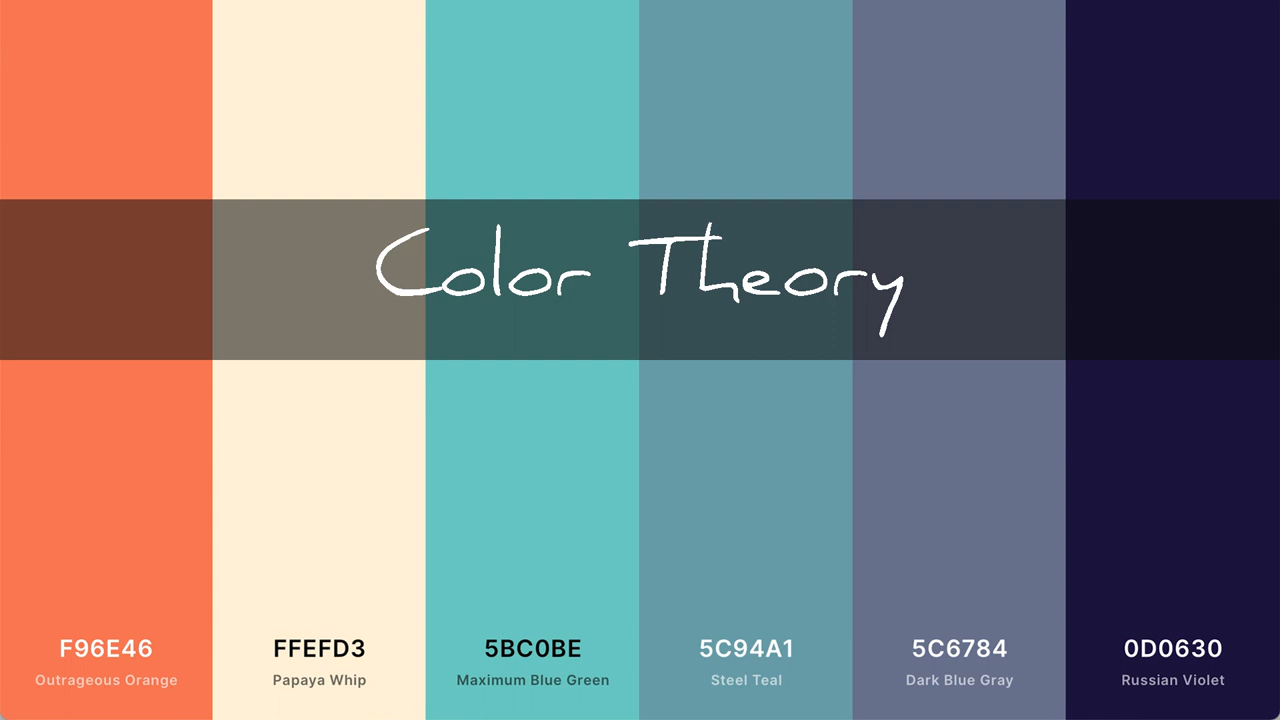 Color Theory
F96E46 FFEFD3 5BC0BE 5C94A1 5C6784 0D0630
Outrageous Orange Papaya Whip Maximum Blue Green Steel Teal Dark Blue Gray Russian Violet